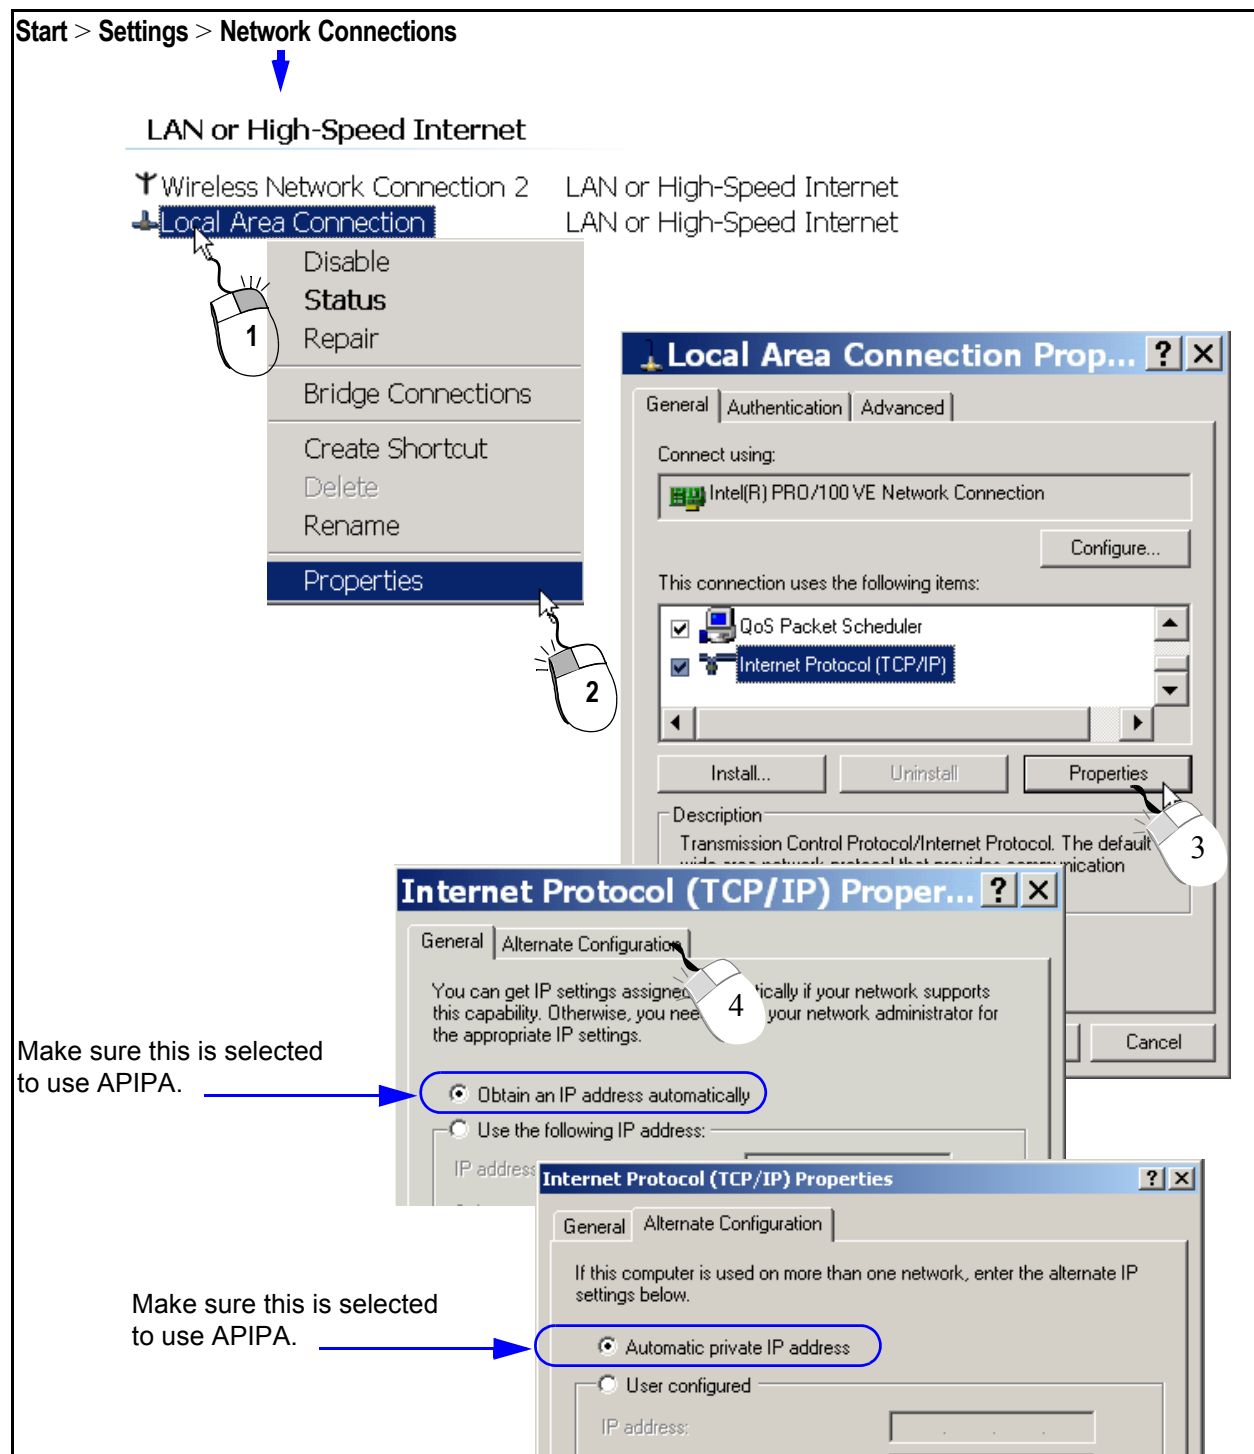 Start > Settings > Network Connections
LAN or High-Speed Internet
Wireless Network Connection 2 LAN or High-Speed Internet
Local Area Connection LAN or High-Speed Internet
Disable
Status
Repair
1
Bridge Connections
Create Shortcut
Delete
Rename
Properties
2
Local Area Connection Prop... ? X
General Authentication Advanced
Connect using:
Intel(R) PRO/100 VE Network Connection
Configure...
This connection uses the following items:
QoS Packet Scheduler
Internet Protocol (TCP/IP)
Install... Uninstall Properties
3
Description
Transmission Control Protocol/Internet Protocol. The default
wide area network protocol that provides communication
Cancel
Internet Protocol (TCP/IP) Proper... ? X
General Alternate Configuration
4
You can get IP settings assigned tically if your network supports
this capability. Otherwise, you nee your network administrator for
the appropriate IP settings.
Make sure this is selected
to use APIPA.
Obtain an IP address automatically
Use the following IP address:
IP address
Internet Protocol (TCP/IP) Properties ? X
General Alternate Configuration
If this computer is used on more than one network, enter the alternate IP
settings below.
Make sure this is selected
to use APIPA.
Automatic private IP address
User configured
IP address: